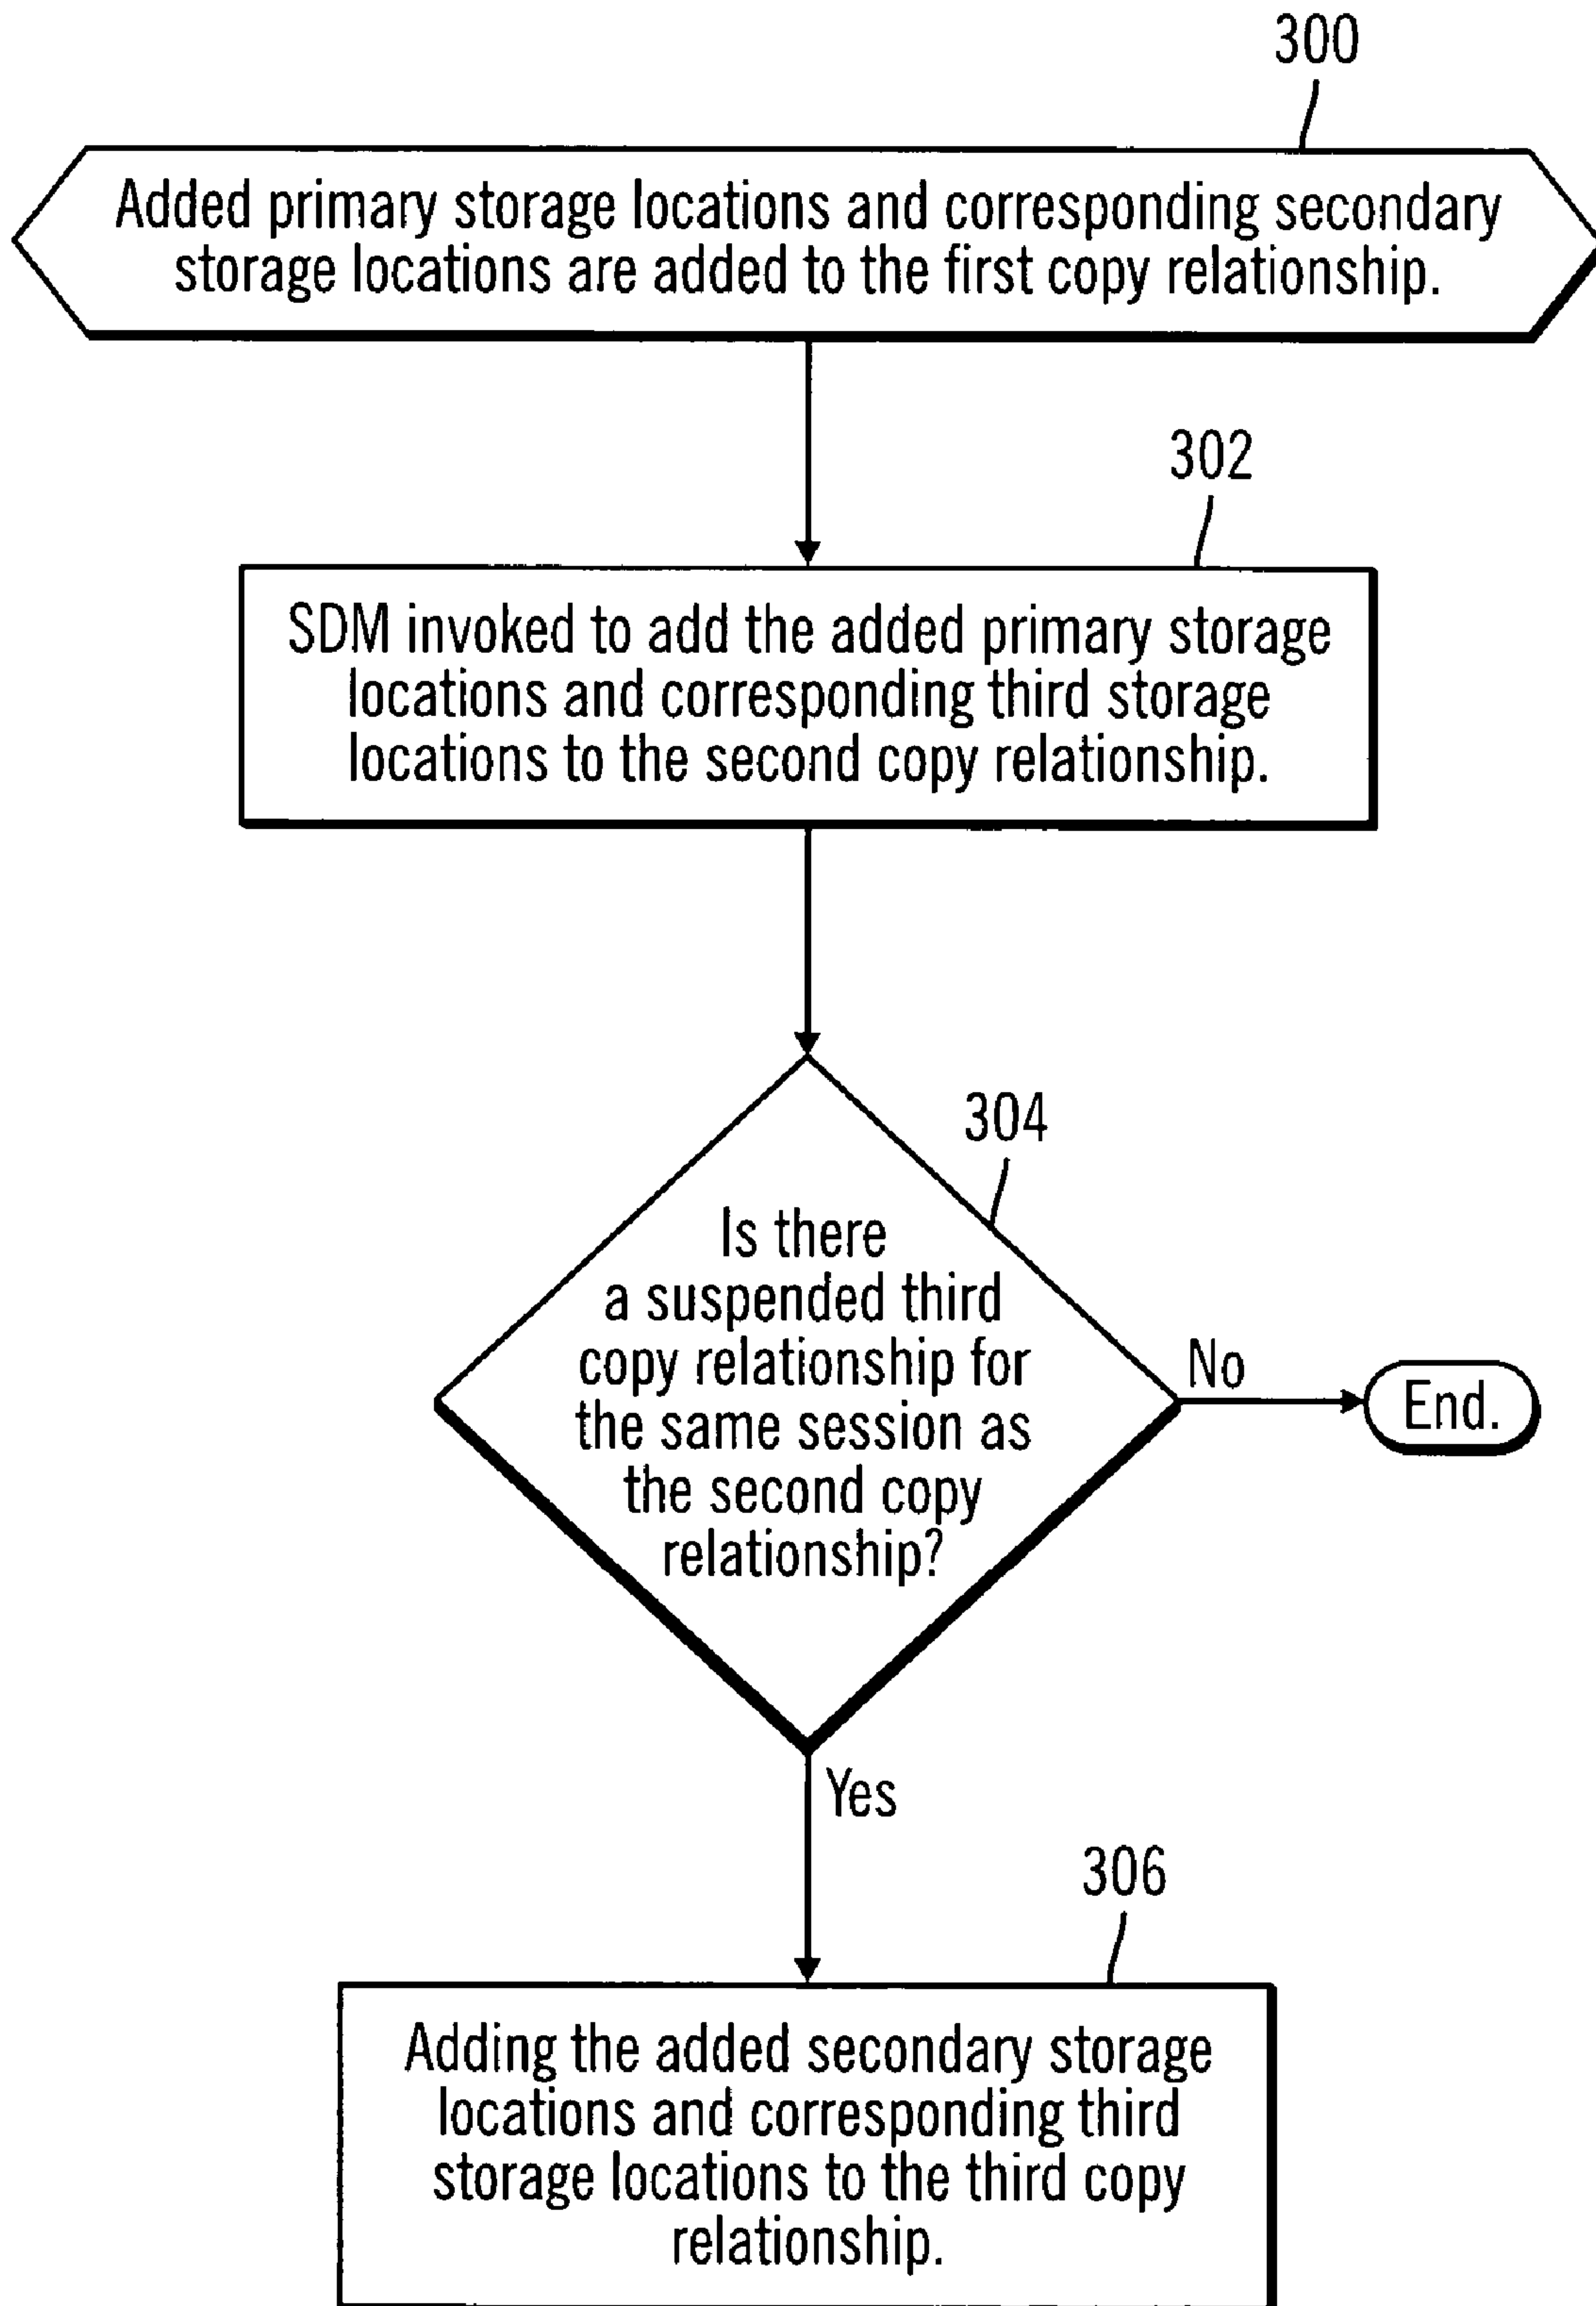 300
Added primary storage locations and corresponding secondary
storage locations are added to the first copy relationship.
302
SDM invoked to add the added primary storage
locations and corresponding third storage
locations to the second copy relationship.
304
Is there
a suspended third
copy relationship for
the same session as
the second copy
relationship?
No
End.
Yes
306
Adding the added secondary storage
locations and corresponding third
storage locations to the third copy
relationship.